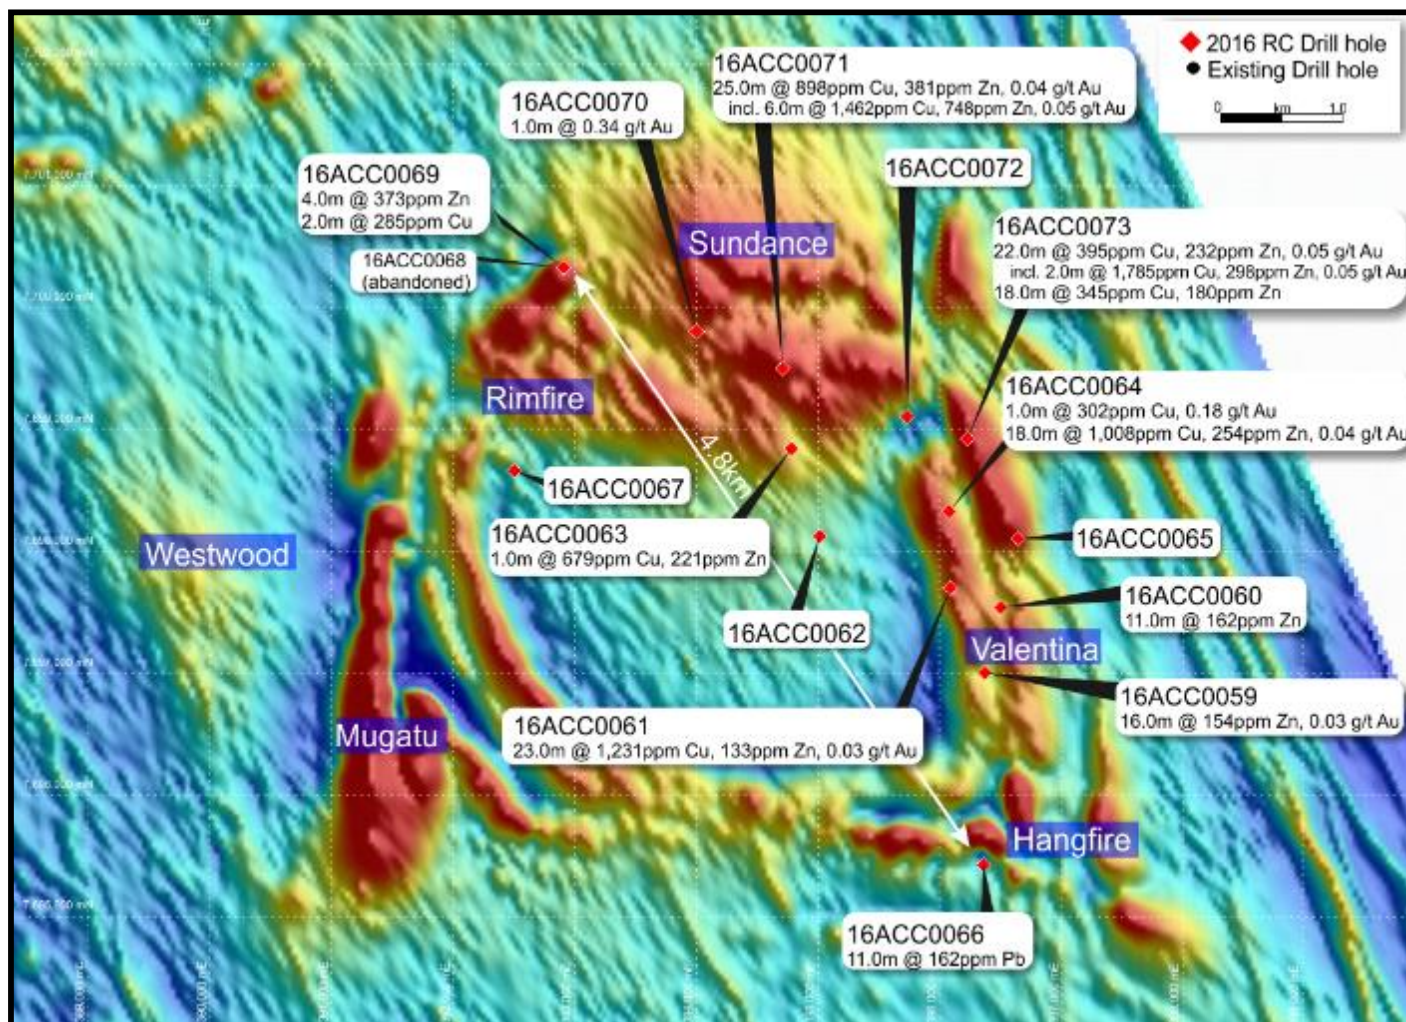 2016 RC Drill hole
Existing Drill hole
0 km 1.0
16ACC0071
25.0m @ 898ppm Cu, 381ppm Zn, 0.04 g/t Au
incl. 6.0m @ 1,462ppm Cu, 748ppm Zn, 0.05 g/t Au
16ACC0070
1.0m @ 0.34 g/t Au
16ACC0072
16ACC0069
4.0m @ 373ppm Zn
2.0m @ 285ppm Cu
16ACC0068
(abandoned)
Sundance
16ACC0073
22.0m @ 395ppm Cu, 232ppm Zn, 0.05 g/t Au
incl. 2.0m @ 1,785ppm Cu, 298ppm Zn, 0.05 g/t Au
18.0m @ 345ppm Cu, 180ppm Zn
Rimfire
16ACC0064
1.0m @ 302ppm Cu, 0.18 g/t Au
18.0m @ 1,008ppm Cu, 254ppm Zn, 0.04 g/t Au
4.8km
16ACC0067
16ACC0063
1.0m @ 679ppm Cu, 221ppm Zn
Westwood
16ACC0065
16ACC0060
11.0m @ 162ppm Zn
16ACC0062
Valentina
16ACC0059
16.0m @ 154ppm Zn, 0.03 g/t Au
16ACC0061
23.0m @ 1,231ppm Cu, 133ppm Zn, 0.03 g/t Au
Mugatu
Hangfire
16ACC0066
11.0m @ 162ppm Pb